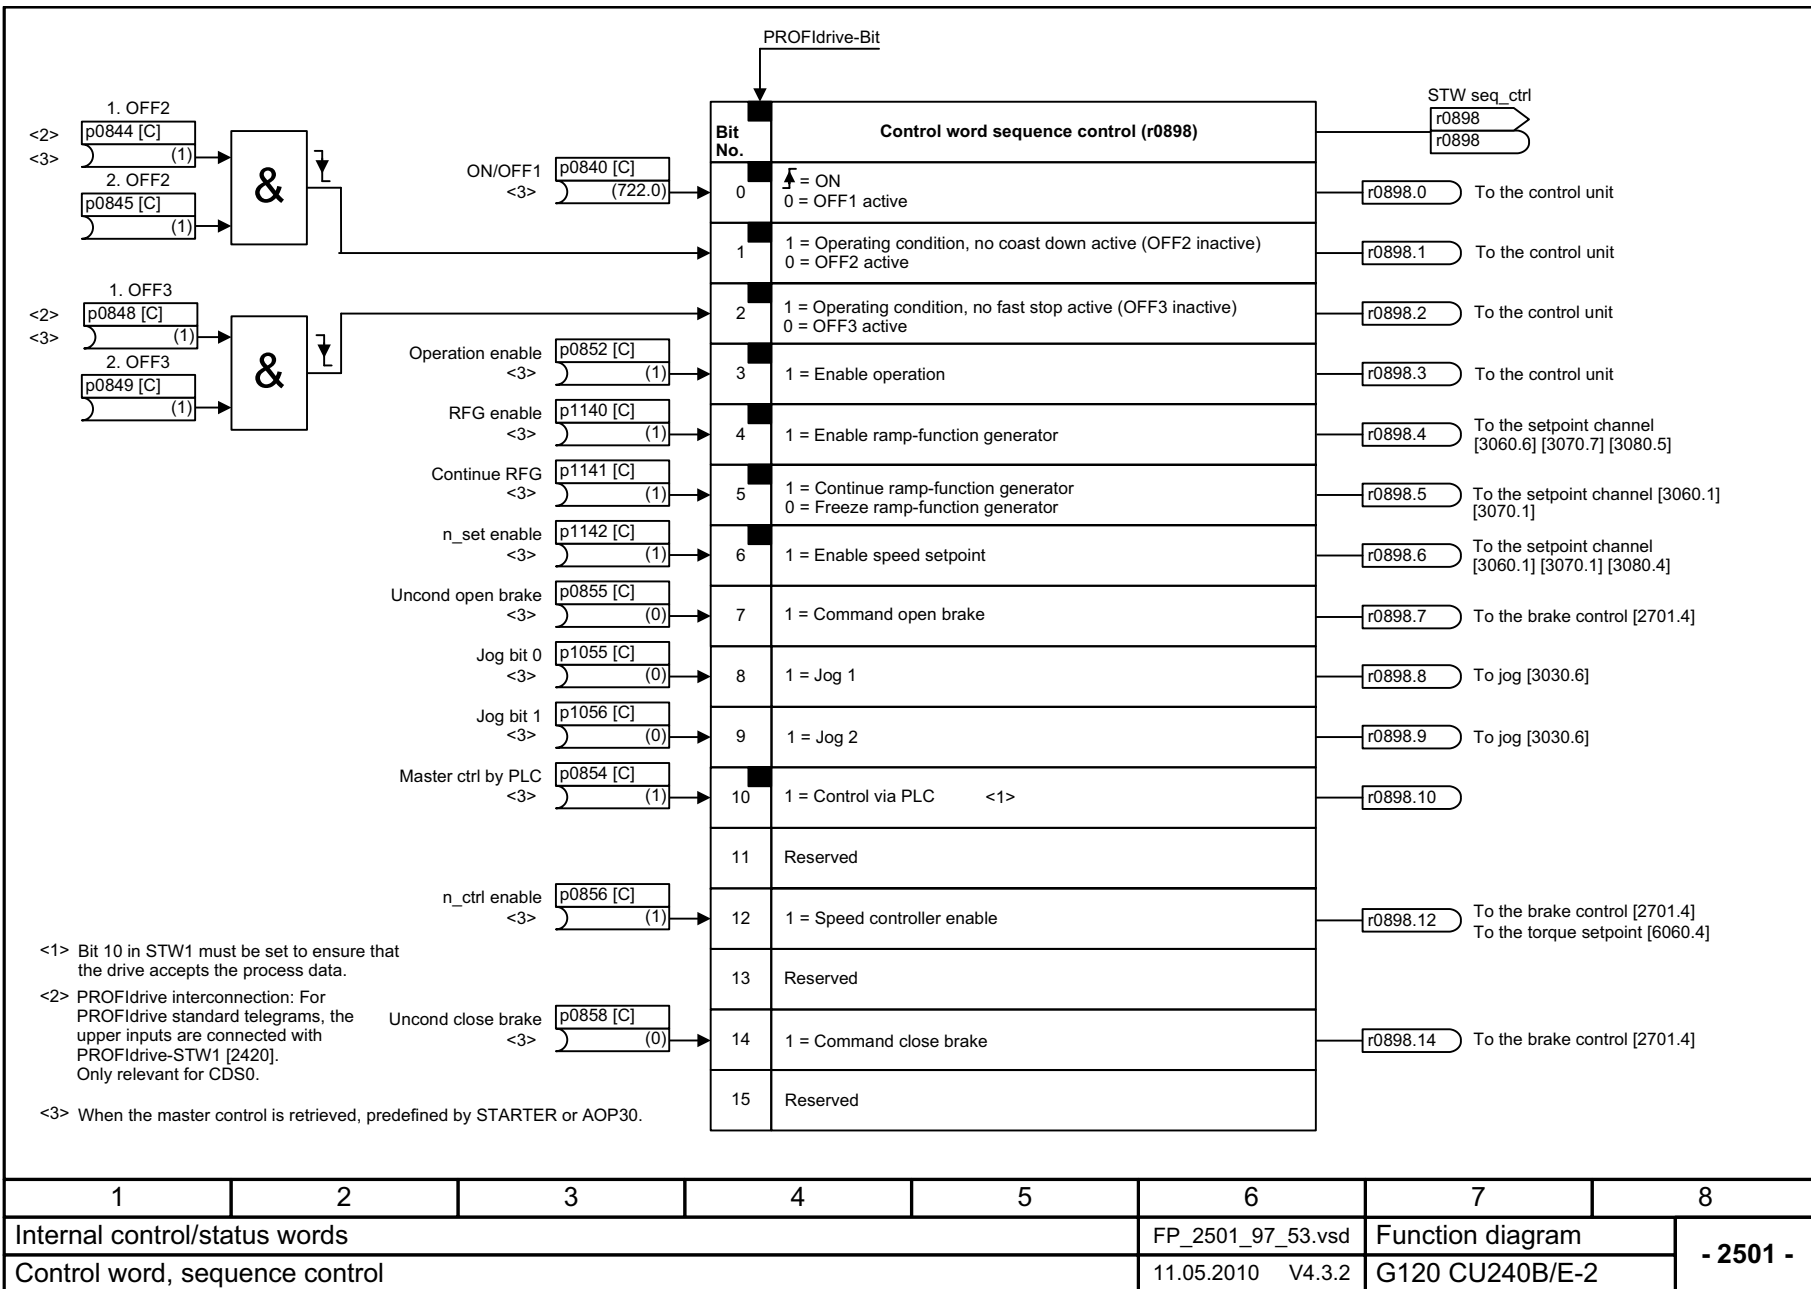 PROFIdrive-Bit
1. OFF2
<2> p0844 [C]
<3> (1)
2. OFF2
p0845 [C]
(1)
&
ON/OFF1 p0840 [C]
<3> (722.0)
1. OFF3
<2> p0848 [C]
<3> (1)
2. OFF3
p0849 [C]
(1)
&
Operation enable p0852 [C]
<3> (1)
RFG enable p1140 [C]
<3> (1)
Continue RFG p1141 [C]
<3> (1)
n_set enable p1142 [C]
<3> (1)
Uncond open brake p0855 [C]
<3> (0)
Jog bit 0 p1055 [C]
<3> (0)
Jog bit 1 p1056 [C]
<3> (0)
Master ctrl by PLC p0854 [C]
<3> (1)
n_ctrl enable p0856 [C]
<3> (1)
Uncond close brake p0858 [C]
<3> (0)
Bit
No.
Control word sequence control (r0898)
STW seq_ctrl
r0898
r0898
0 = ON
0 = OFF1 active
r0898.0 To the control unit
1 1 = Operating condition, no coast down active (OFF2 inactive)
0 = OFF2 active
r0898.1 To the control unit
2 1 = Operating condition, no fast stop active (OFF3 inactive)
0 = OFF3 active
r0898.2 To the control unit
3 1 = Enable operation
r0898.3 To the control unit
4 1 = Enable ramp-function generator
r0898.4 To the setpoint channel
[3060.6] [3070.7] [3080.5]
5 1 = Continue ramp-function generator
0 = Freeze ramp-function generator
r0898.5 To the setpoint channel [3060.1]
[3070.1]
6 1 = Enable speed setpoint
r0898.6 To the setpoint channel
[3060.1] [3070.1] [3080.4]
7 1 = Command open brake
r0898.7 To the brake control [2701.4]
8 1 = Jog 1
r0898.8 To jog [3030.6]
9 1 = Jog 2
r0898.9 To jog [3030.6]
10 1 = Control via PLC <1>
r0898.10
11 Reserved
12 1 = Speed controller enable
r0898.12 To the brake control [2701.4]
To the torque setpoint [6060.4]
13 Reserved
14 1 = Command close brake
r0898.14 To the brake control [2701.4]
15 Reserved
<1> Bit 10 in STW1 must be set to ensure that
the drive accepts the process data.
<2> PROFIdrive interconnection: For
PROFIdrive standard telegrams, the
upper inputs are connected with
PROFIdrive-STW1 [2420].
Only relevant for CDS0.
<3> When the master control is retrieved, predefined by STARTER or AOP30.
1 2 3 4 5 6 7 8
Internal control/status words FP_2501_97_53.vsd Function diagram
- 2501 -
Control word, sequence control 11.05.2010 V4.3.2 G120 CU240B/E-2